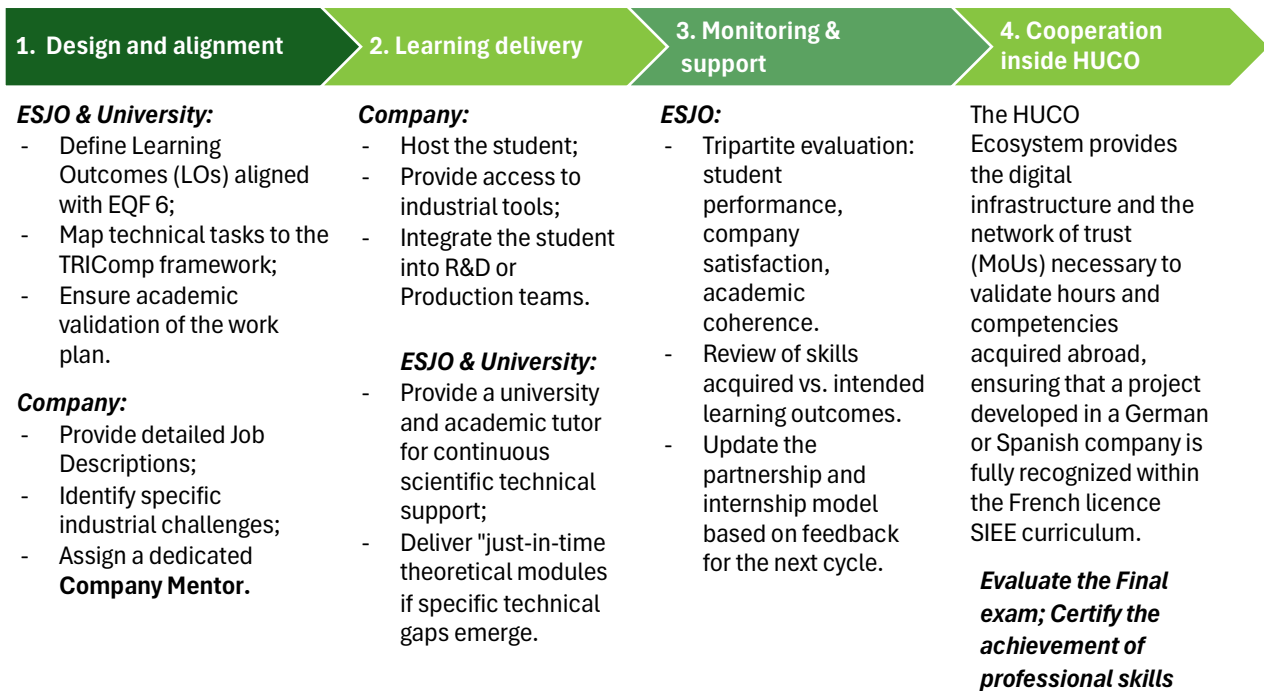 1. Design and alignment
2. Learning delivery
3. Monitoring &
support
4. Cooperation
inside HUCO
ESJO & University:
- Define Learning
Outcomes (LOs) aligned
with EQF 6;
- Map technical tasks to the
TRIComp framework;
- Ensure academic
validation of the work
plan.
Company:
- Provide detailed Job
Descriptions;
- Identify specific
industrial challenges;
- Assign a dedicated
Company Mentor.
Company:
- Host the student;
- Provide access to
industrial tools;
- Integrate the student
into R&D or
Production teams.
ESJO & University:
- Provide a university
and academic tutor
for continuous
scientific technical
support;
- Deliver "just-in-time
theoretical modules
if specific technical
gaps emerge.
ESJO:
- Tripartite evaluation:
student
performance,
company
satisfaction,
academic
coherence.
- Review of skills
acquired vs. intended
learning outcomes.
- Update the
partnership and
internship model
based on feedback
for the next cycle.
The HUCO
Ecosystem provides
the digital
infrastructure and the
network of trust
(MoUs) necessary to
validate hours and
competencies
acquired abroad,
ensuring that a project
developed in a German
or Spanish company is
fully recognized within
the French licence
SIEE curriculum.
Evaluate the Final
exam; Certify the
achievement of
professional skills